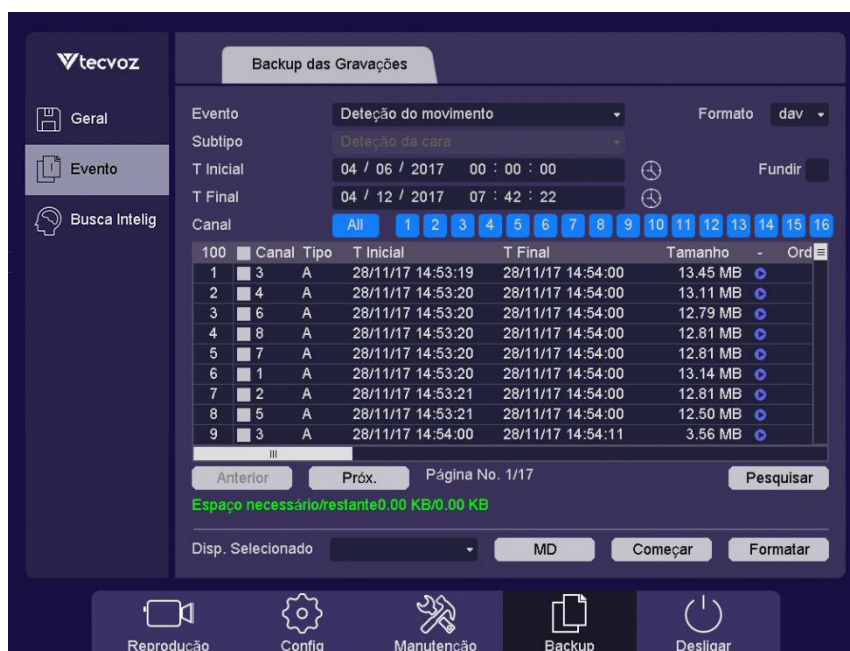 tecvoz
Backup das Gravações
Geral
Evento
Busca Intelig
Evento Deteção do movimento Formato dav
Subtipo Deteção da cara
T Inicial 04 / 06 / 2017 00 : 00 : 00 Fundir
T Final 04 / 12 / 2017 07 : 42 : 22
Canal All 1 2 3 4 5 6 7 8 9 10 11 12 13 14 15 16
100 Canal Tipo T Inicial T Final Tamanho - Ord
1 3 A 28/11/17 14:53:19 28/11/17 14:54:00 13.45 MB
2 4 A 28/11/17 14:53:20 28/11/17 14:54:00 13.11 MB
3 6 A 28/11/17 14:53:20 28/11/17 14:54:00 12.79 MB
4 8 A 28/11/17 14:53:20 28/11/17 14:54:00 12.81 MB
5 7 A 28/11/17 14:53:20 28/11/17 14:54:00 12.81 MB
6 1 A 28/11/17 14:53:20 28/11/17 14:54:00 13.14 MB
7 2 A 28/11/17 14:53:21 28/11/17 14:54:00 12.81 MB
8 5 A 28/11/17 14:53:21 28/11/17 14:54:00 12.50 MB
9 3 A 28/11/17 14:54:00 28/11/17 14:54:11 3.56 MB
Anterior Próx. Página No. 1/17 Pesquisar
Espaço necessário/restante0.00 KB/0.00 KB
Disp. Selecionado MD Começar Formatar
Reprodução Config Manutenção Backup Desligar